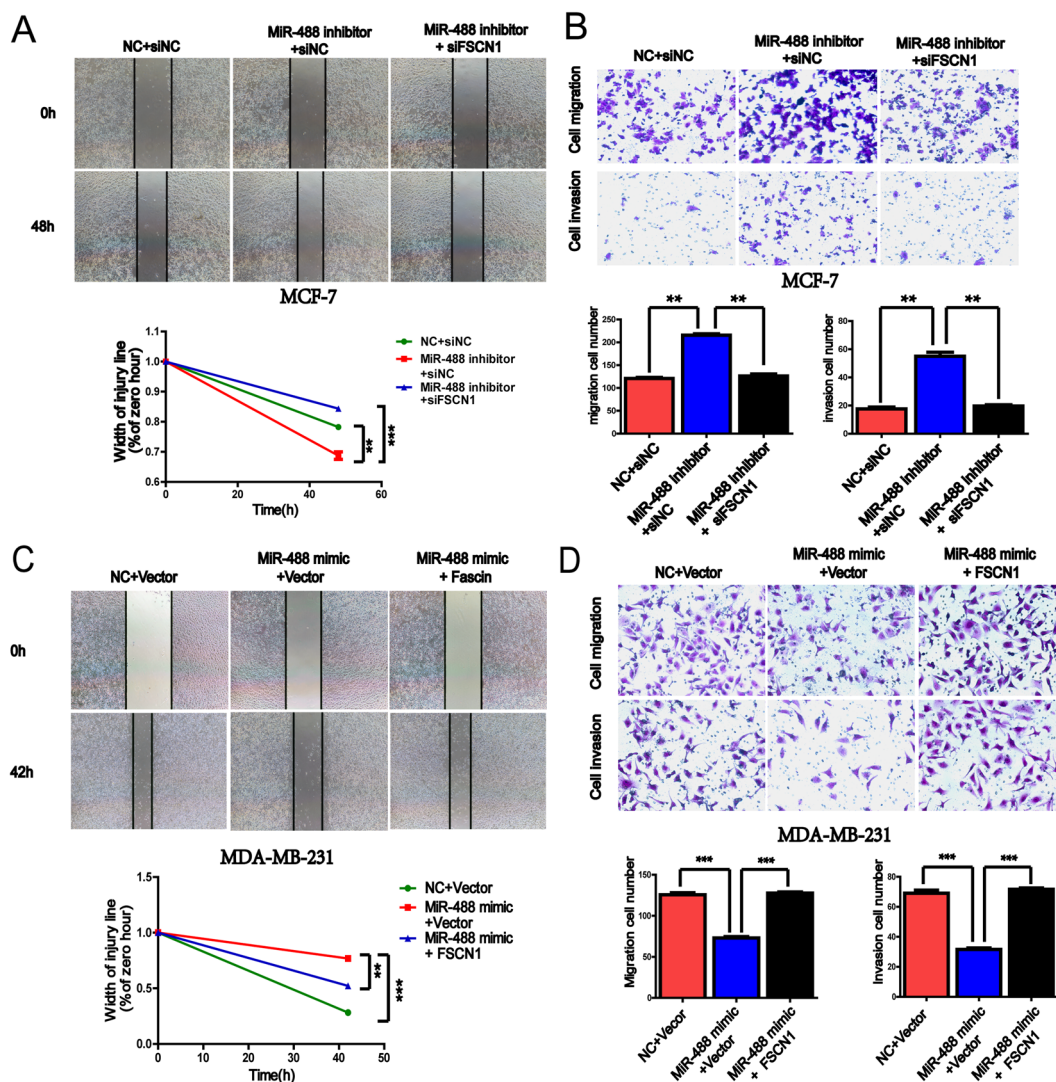 A
NC+siNC
MiR-488 inhibitor
+siNC
MiR-488 inhibitor
+ siFSCN1
0h
48h
MCF-7
Width of injury line
(% of zero hour)
1.1
1.0
0.9
0.8
0.7
0.6
0
20
40
60
Time(h)
NC+siNC
MiR-488 inhibitor
+siNC
MiR-488 inhibitor
+siFSCN1
**
***
B
NC+siNC
MiR-488 inhibitor
+siNC
MiR-488 inhibitor
+siFSCN1
Cell migration
Cell invasion
MCF-7
migration cell number
250
200
150
100
50
0
** **
NC+siNC
MiR-488 inhibitor
+siNC
MiR-488 inhibitor
+ siFSCN1
invasion cell number
80
60
40
20
0
** **
NC+siNC
MiR-488 inhibitor
+siNC
MiR-488 inhibitor
+ siFSCN1
C
NC+Vector
MiR-488 mimic
+Vector
MiR-488 mimic
+ Fascin
0h
42h
MDA-MB-231
Width of injury line
(%of zero hour)
1.5
1.0
0.5
0.0
0
10
20
30
40
50
Time(h)
NC+Vector
MiR-488 mimic
+Vector
MiR-488 mimic
+ FSCN1
**
***
D
NC+Vector
MiR-488 mimic
+Vector
MiR-488 mimic
+ FSCN1
Cell migration
Cell invasion
MDA-MB-231
Migration cell number
150
100
50
0
*** ***
NC+Vecor
MiR-488 mimic
+Vector
MiR-488 mimic
+ FSCN1
Invasion cell number
80
60
40
20
0
*** ***
NC+Vector
MiR-488 mimic
+Vector
MiR-488 mimic
+ FSCN1